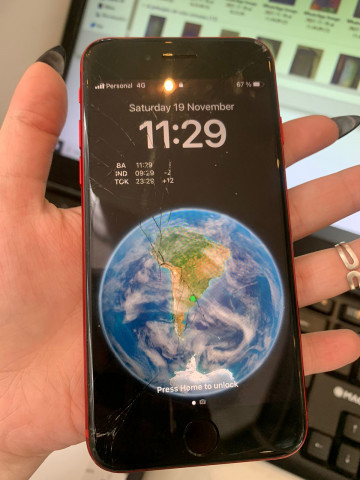 Personal 4G 87 %
Saturday 19 November
11:29
BA 11:29
IND 09:29 -2
TOK 23:29 +12
Press Home to unlock